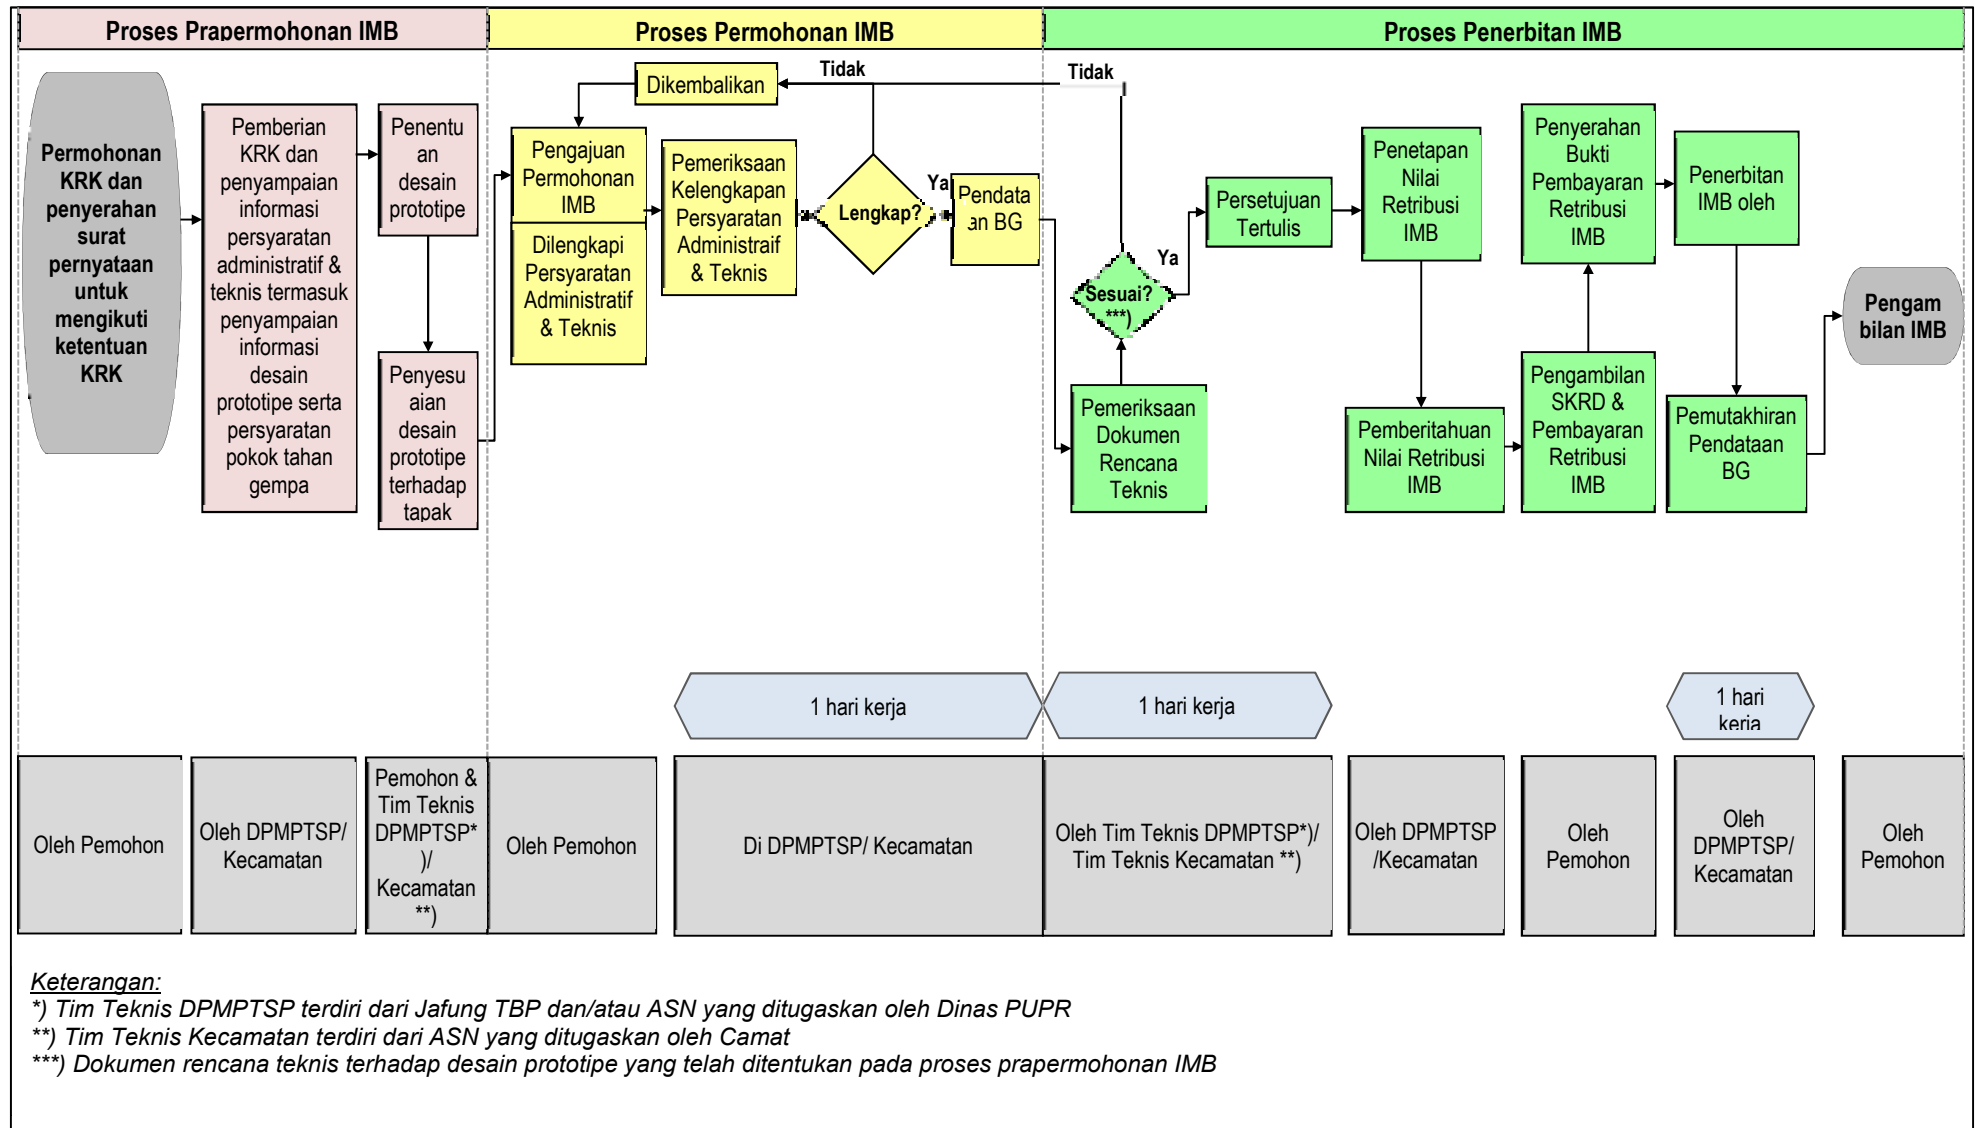 Proses Prapermohonan IMB
Proses Permohonan IMB
Proses Penerbitan IMB
Permohonan
KRK dan
penyerahan
surat
pernyataan
untuk
mengikuti
ketentuan
KRK
Pemberian
KRK dan
penyampaian
informasi
persyaratan
administratif &
teknis termasuk
penyampaian
informasi
desain
prototipe serta
persyaratan
pokok tahan
gempa
Penentu
an
desain
prototipe
Penyesu
aian
desain
prototipe
terhadap
tapak
Dikembalikan
Tidak
Pengajuan
Permohonan
IMB
Dilengkapi
Persyaratan
Administratif
& Teknis
Pemeriksaan
Kelengkapan
Persyaratan
Administraif
& Teknis
Lengkap?
Ya
Pendata
an BG
Tidak
Sesuai?
***)
Ya
Pemeriksaan
Dokumen
Rencana
Teknis
Persetujuan
Tertulis
Penetapan
Nilai
Retribusi
IMB
Pemberitahuan
Nilai Retribusi
IMB
Penyerahan
Bukti
Pembayaran
Retribusi
IMB
Pengambilan
SKRD &
Pembayaran
Retribusi
IMB
Penerbitan
IMB oleh
Pemutakhiran
Pendataan
BG
Pengam
bilan IMB
1 hari kerja
1 hari kerja
1 hari
kerja
Oleh Pemohon
Oleh DPMPTSP/
Kecamatan
Pemohon &
Tim Teknis
DPMPTSP*
)/
Kecamatan
**)
Oleh Pemohon
Di DPMPTSP/ Kecamatan
Oleh Tim Teknis DPMPTSP*)/
Tim Teknis Kecamatan **)
Oleh DPMPTSP
/Kecamatan
Oleh
Pemohon
Oleh
DPMPTSP/
Kecamatan
Oleh
Pemohon
Keterangan:
*) Tim Teknis DPMPTSP terdiri dari Jafung TBP dan/atau ASN yang ditugaskan oleh Dinas PUPR
**) Tim Teknis Kecamatan terdiri dari ASN yang ditugaskan oleh Camat
***) Dokumen rencana teknis terhadap desain prototipe yang telah ditentukan pada proses prapermohonan IMB